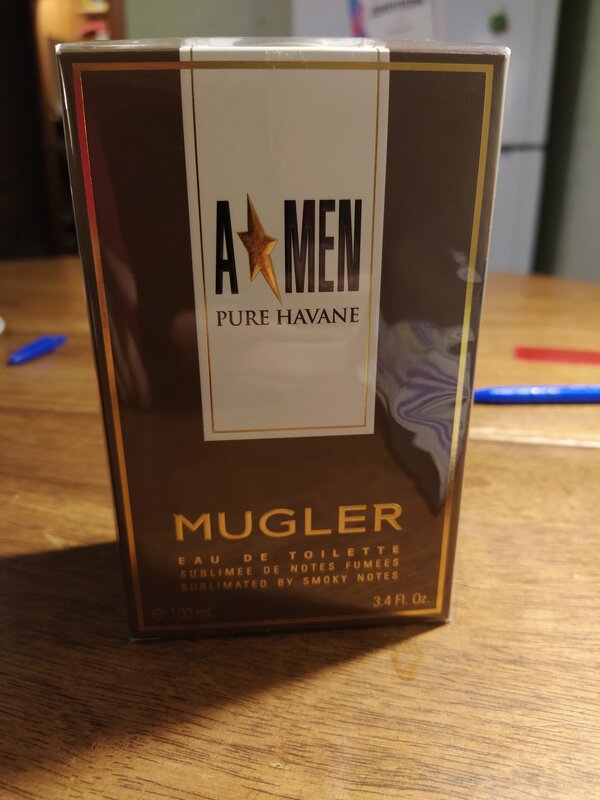 A MEN
PURE HAVANE
MUGLER
EAU DE TOILETTE
SUBLIMEE DE NOTES FUMEES
SUBLIMATED BY SMOKY NOTES
℮ 100 mL
3.4 FL. Oz.